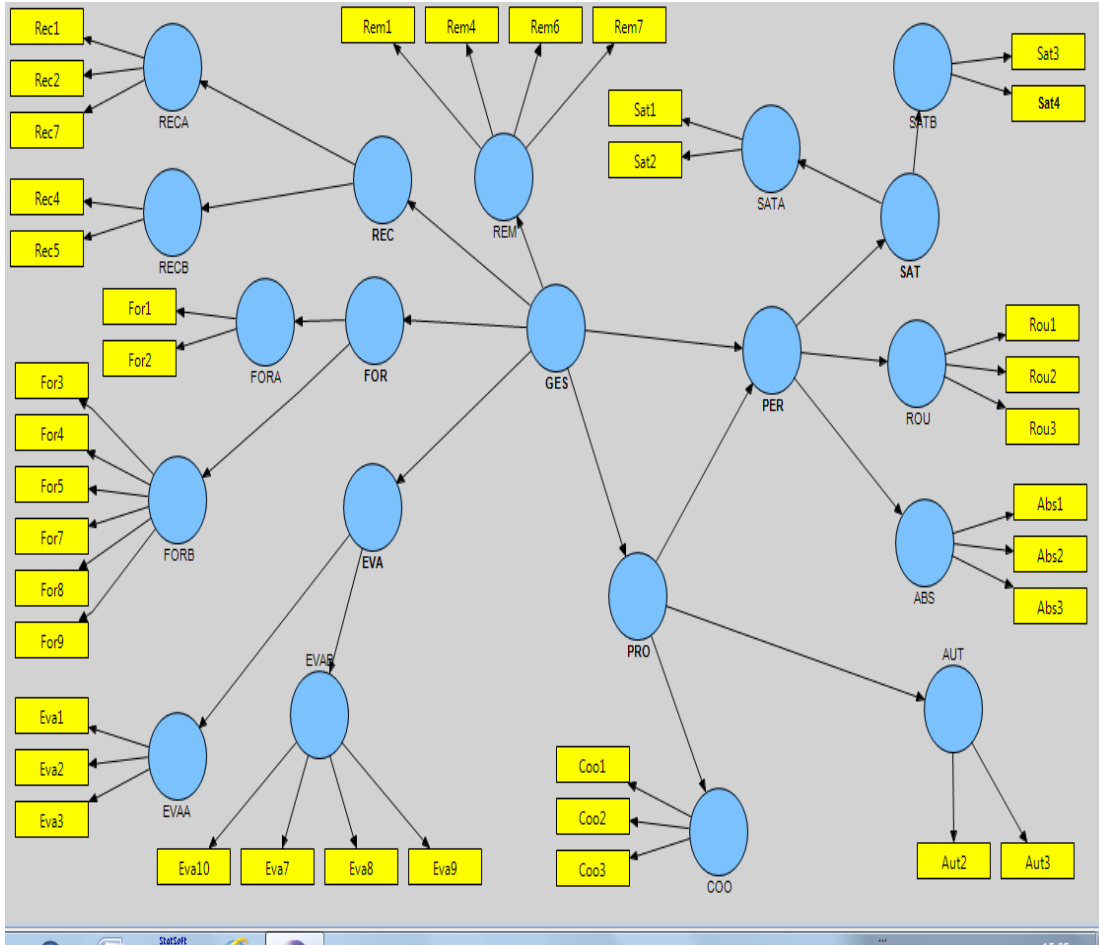 Rec1
Rec2
Rec7
RECA
Rec4
Rec5
RECB
REC
Rem1
Rem4
Rem6
Rem7
REM
Sat1
Sat2
SATA
Sat3
Sat4
SATB
SAT
For1
For2
FORA
FOR
GES
PER
Rou1
Rou2
Rou3
ROU
For3
For4
For5
For7
For8
For9
FORB
EVA
PRO
Abs1
Abs2
Abs3
ABS
Eva1
Eva2
Eva3
EVAA
EVAB
Eva10
Eva7
Eva8
Eva9
Coo1
Coo2
Coo3
COO
AUT
Aut2
Aut3
StatSoft